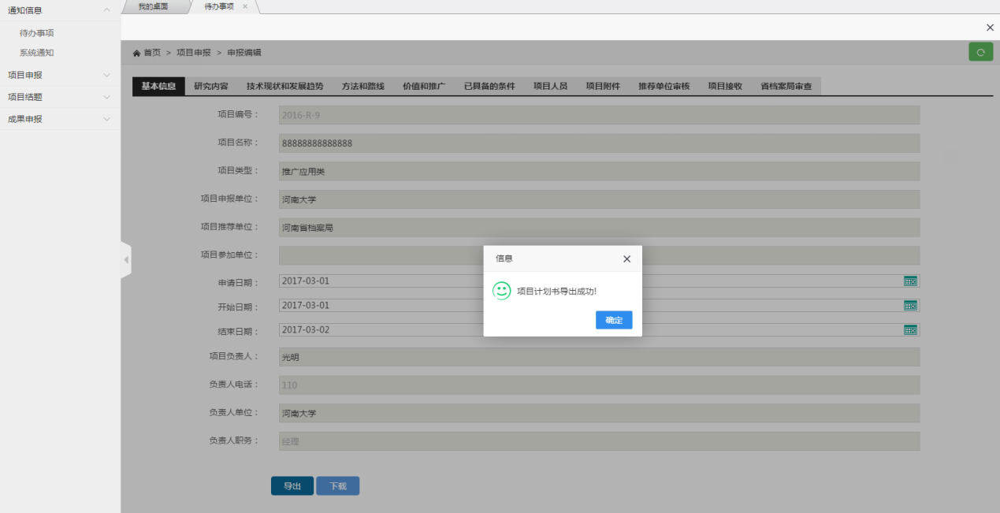 通知信息
待办事项
系统通知
项目申报
项目结题
成果申报
我的桌面 待办事项
首页 > 项目申报 > 申报编辑
基本信息 研究内容 技术现状和发展趋势 方法和路线 价值和推广 已具备的条件 项目人员 项目附件 推荐单位审核 项目接收 省档案局审查
项目编号： 2016-R-9
项目名称： 88888888888888
项目类型： 推广应用类
项目申报单位： 河南大学
项目推荐单位： 河南省档案局
项目参加单位：
申请日期： 2017-03-01
开始日期： 2017-03-01
结束日期： 2017-03-02
项目负责人： 光明
负责人电话： 110
负责人单位： 河南大学
负责人职务： 经理
导出 下载
信息
项目计划书导出成功!
确定